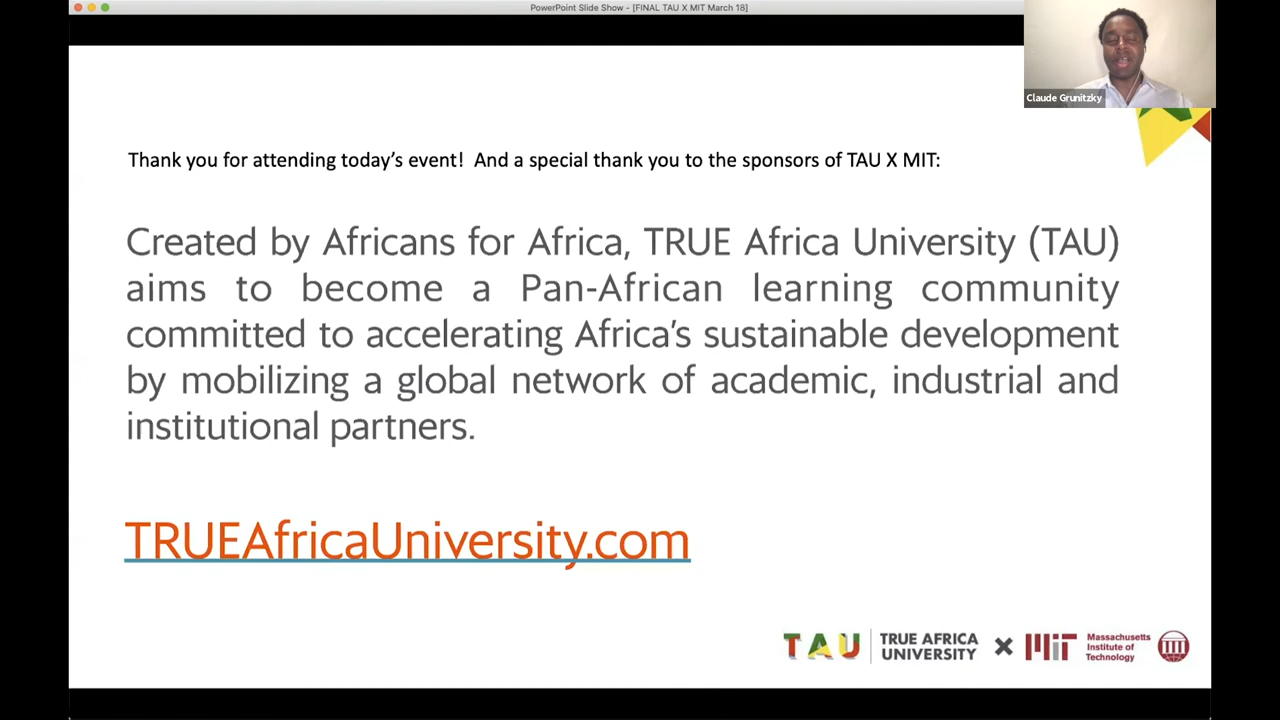 PowerPoint Slide Show - [FINAL TAU X MIT March 18]
Claude Grunitzky
Thank you for attending today's event!  And a special thank you to the sponsors of TAU X MIT:
Created by Africans for Africa, TRUE Africa University (TAU)
aims to become a Pan-African learning community
committed to accelerating Africa's sustainable development
by mobilizing a global network of academic, industrial and
institutional partners.
TRUEAfricaUniversity.com
TAU
TRUE AFRICA
UNIVERSITY
X
MIT
Massachusetts
Institute of
Technology